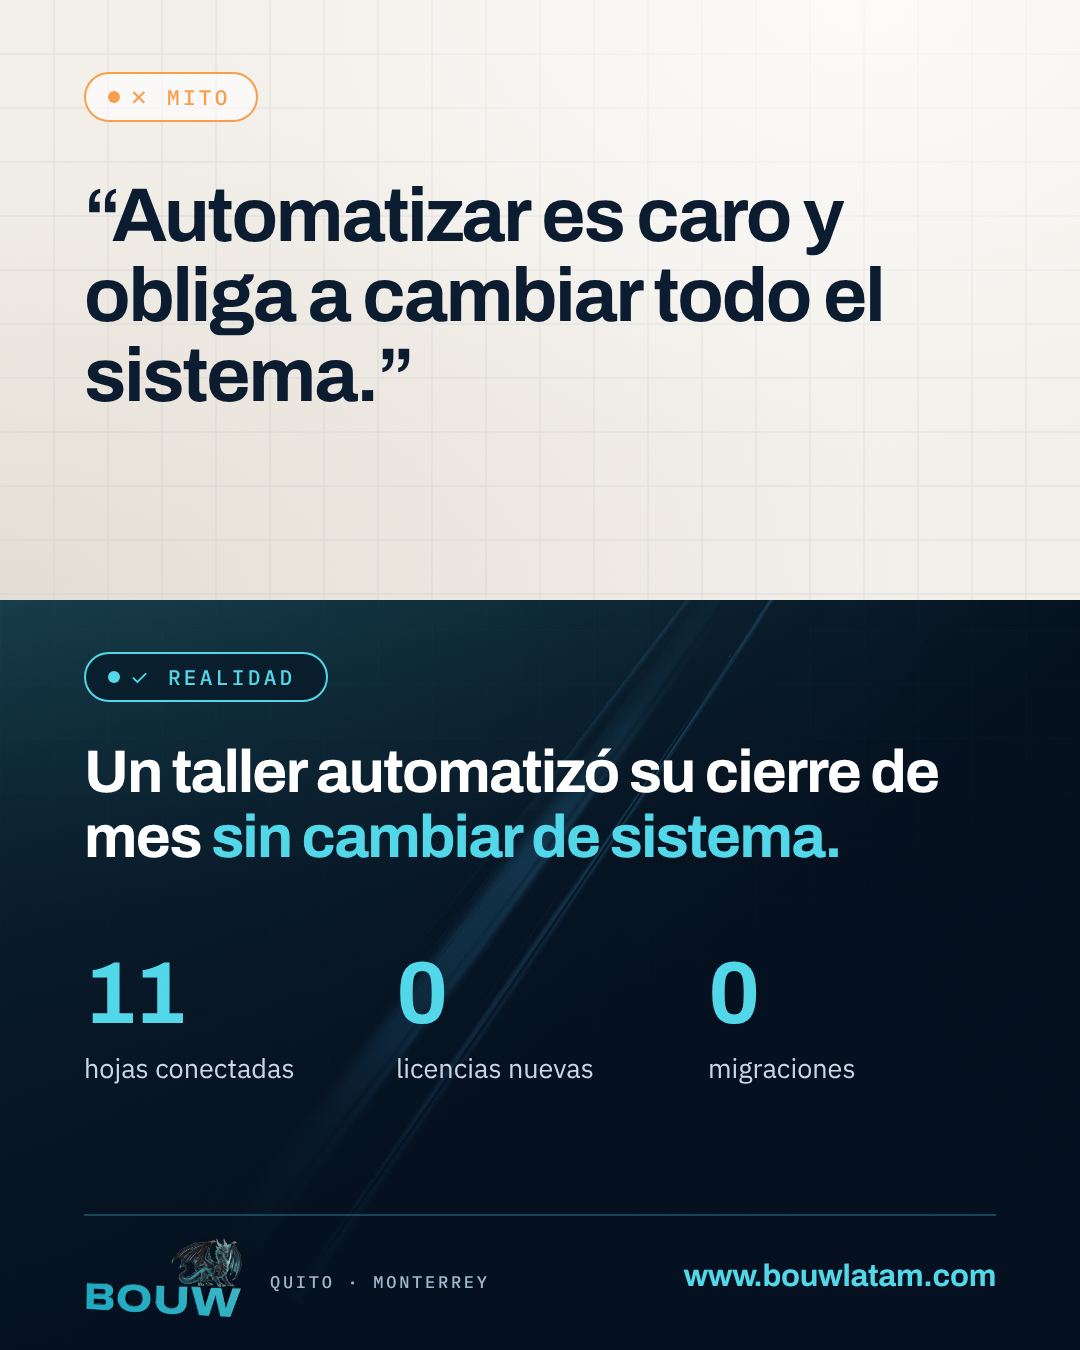 ✕ MITO
“Automatizar es caro y
obliga a cambiar todo el
sistema.”
✓ REALIDAD
Un taller automatizó su cierre de
mes sin cambiar de sistema.
11 0 0
hojas conectadas licencias nuevas migraciones
BOUW QUITO · MONTERREY www.bouwlatam.com